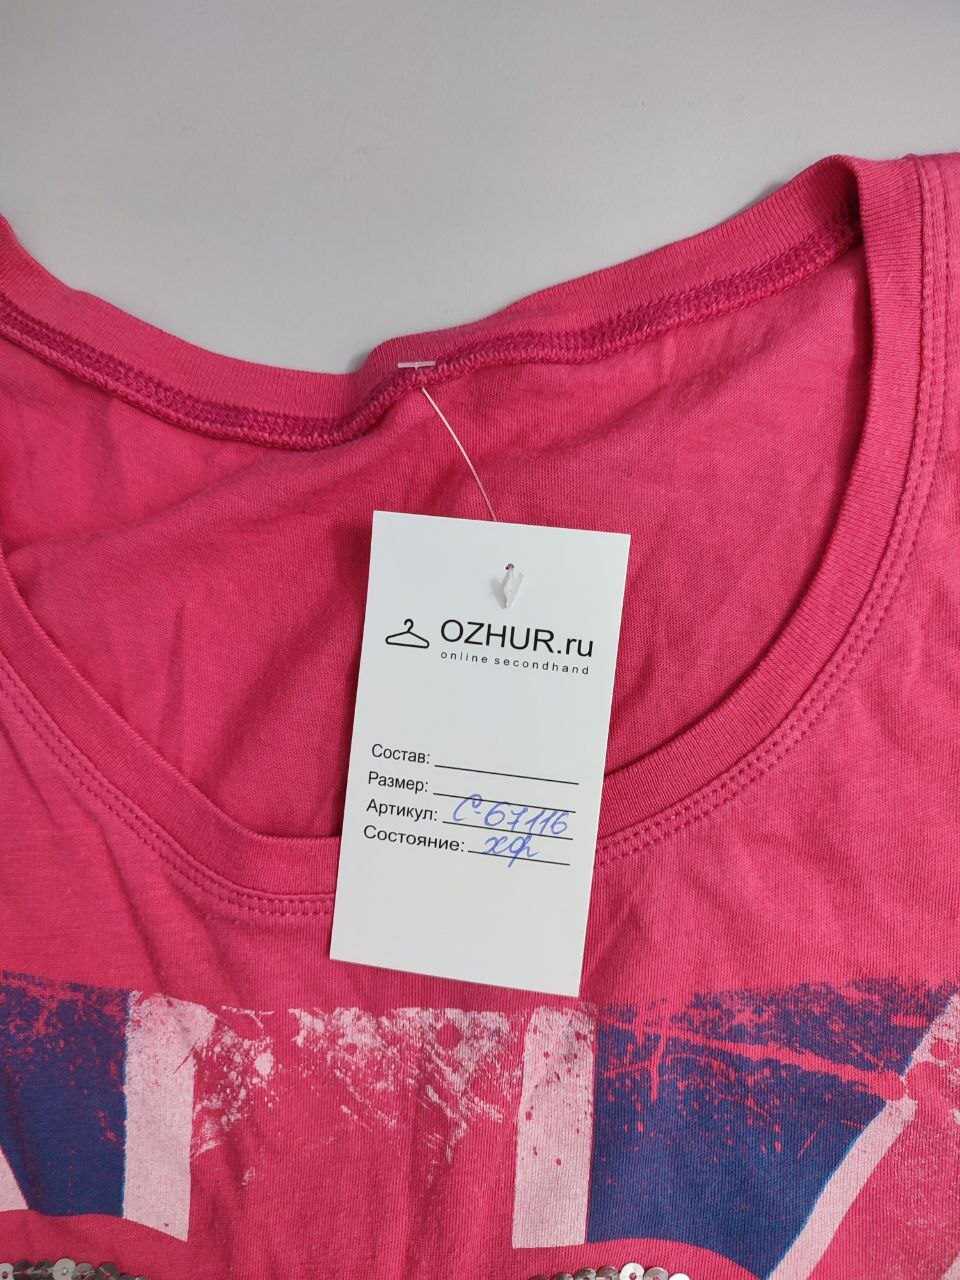 OZHUR.ru
online secondhand
Состав:
Размер:
Артикул: С-67116
Состояние: хф